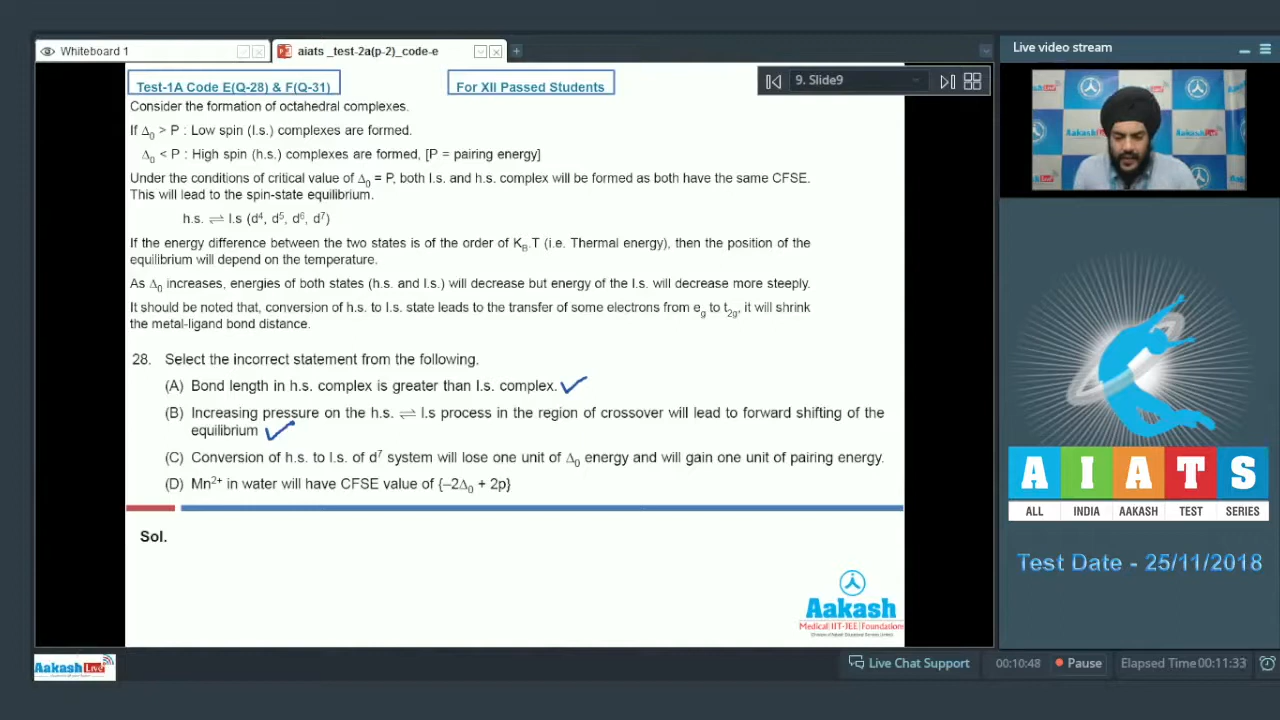 Whiteboard 1
aiats _test-2a(p-2)_code-e
Live video stream
Test-1A Code E(Q-28) & F(Q-31)
For XII Passed Students
9. Slide9
Consider the formation of octahedral complexes.
If Δ₀ > P : Low spin (l.s.) complexes are formed.
Δ₀ < P : High spin (h.s.) complexes are formed, [P = pairing energy]
Under the conditions of critical value of Δ₀ = P, both l.s. and h.s. complex will be formed as both have the same CFSE.
This will lead to the spin-state equilibrium.
h.s. ⇌ l.s (d⁴, d⁵, d⁶, d⁷)
If the energy difference between the two states is of the order of K_B.T (i.e. Thermal energy), then the position of the
equilibrium will depend on the temperature.
As Δ₀ increases, energies of both states (h.s. and l.s.) will decrease but energy of the l.s. will decrease more steeply.
It should be noted that, conversion of h.s. to l.s. state leads to the transfer of some electrons from e_g to t_2g, it will shrink
the metal-ligand bond distance.
28. Select the incorrect statement from the following.
(A) Bond length in h.s. complex is greater than l.s. complex.
(B) Increasing pressure on the h.s. ⇌ l.s process in the region of crossover will lead to forward shifting of the
equilibrium
(C) Conversion of h.s. to l.s. of d⁷ system will lose one unit of Δ₀ energy and will gain one unit of pairing energy.
(D) Mn²⁺ in water will have CFSE value of {–2Δ₀ + 2p}
Sol.
Aakash
Medical|IIT-JEE|Foundations
AakashLive
AIATS
ALL INDIA AAKASH TEST SERIES
Test Date - 25/11/2018
Aakash Live
Live Chat Support
00:10:48
Pause
Elapsed Time 00:11:33